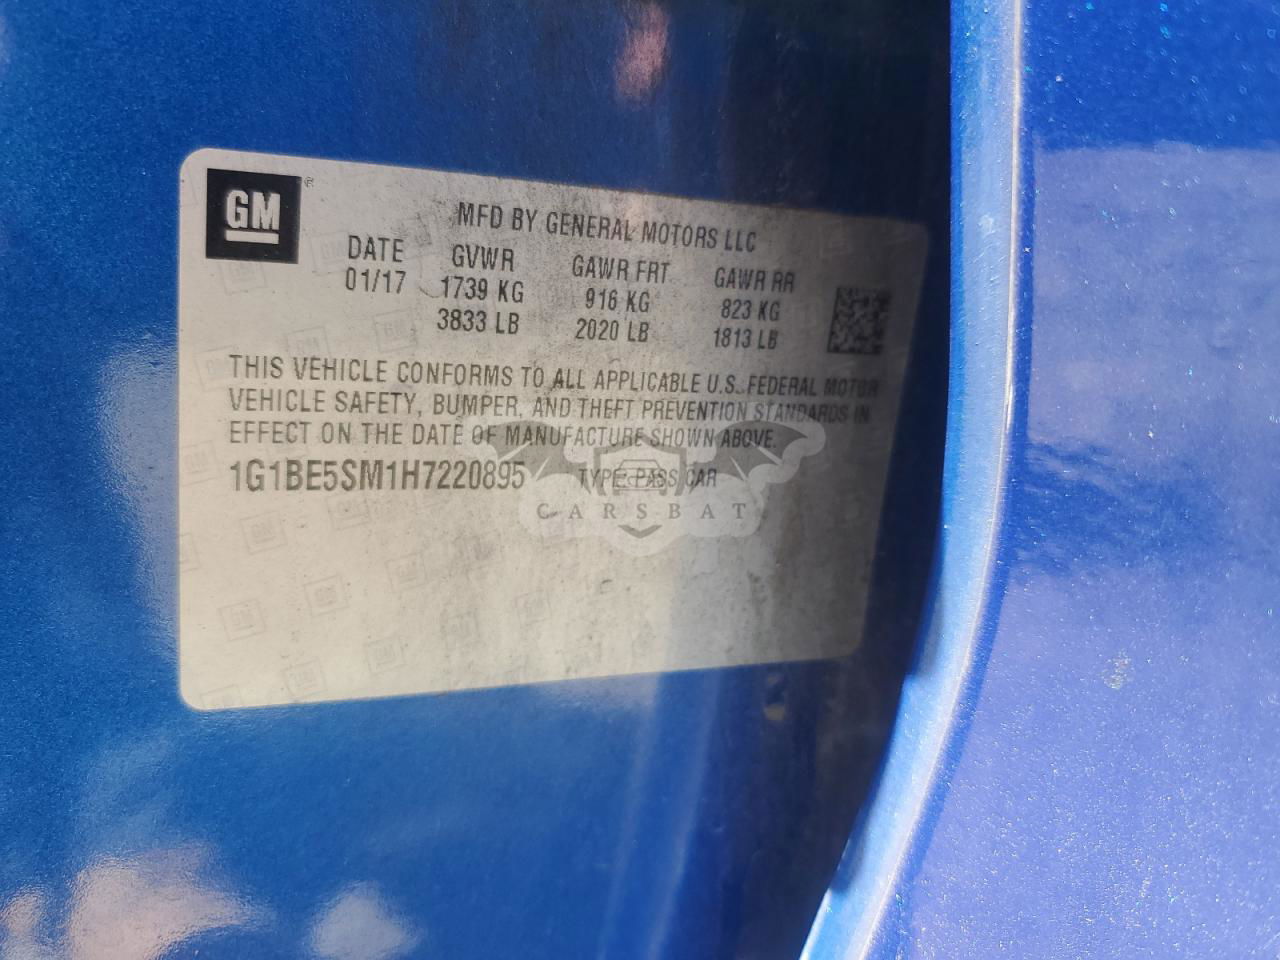 GM
MFD BY GENERAL MOTORS LLC
DATE GVWR GAWR FRT GAWR RR
01/17 1739 KG 916 KG 823 KG
3833 LB 2020 LB 1813 LB
THIS VEHICLE CONFORMS TO ALL APPLICABLE U.S. FEDERAL MOTOR
VEHICLE SAFETY, BUMPER, AND THEFT PREVENTION STANDARDS IN
EFFECT ON THE DATE OF MANUFACTURE SHOWN ABOVE.
1G1BE5SM1H7220895 TYPE: PASS CAR
CARSBAT